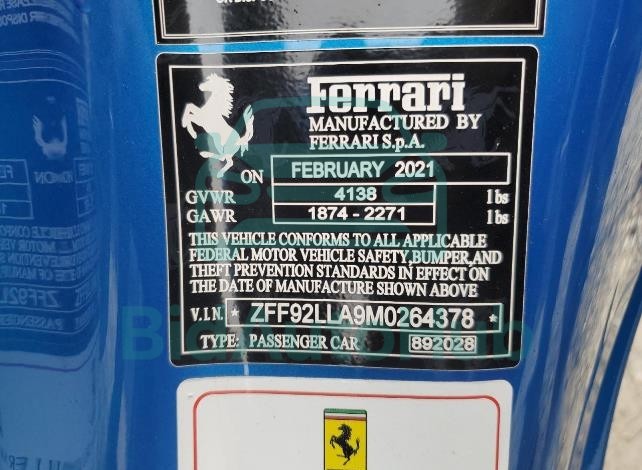 Ferrari
MANUFACTURED BY
FERRARI S.p.A.
ON FEBRUARY 2021
GVWR 4138 lbs
GAWR 1874 - 2271 lbs
THIS VEHICLE CONFORMS TO ALL APPLICABLE
FEDERAL MOTOR VEHICLE SAFETY, BUMPER, AND
THEFT PREVENTION STANDARDS IN EFFECT ON
THE DATE OF MANUFACTURE SHOWN ABOVE
V.I.N. * ZFF92LLA9M0264378 *
TYPE: PASSENGER CAR 892028